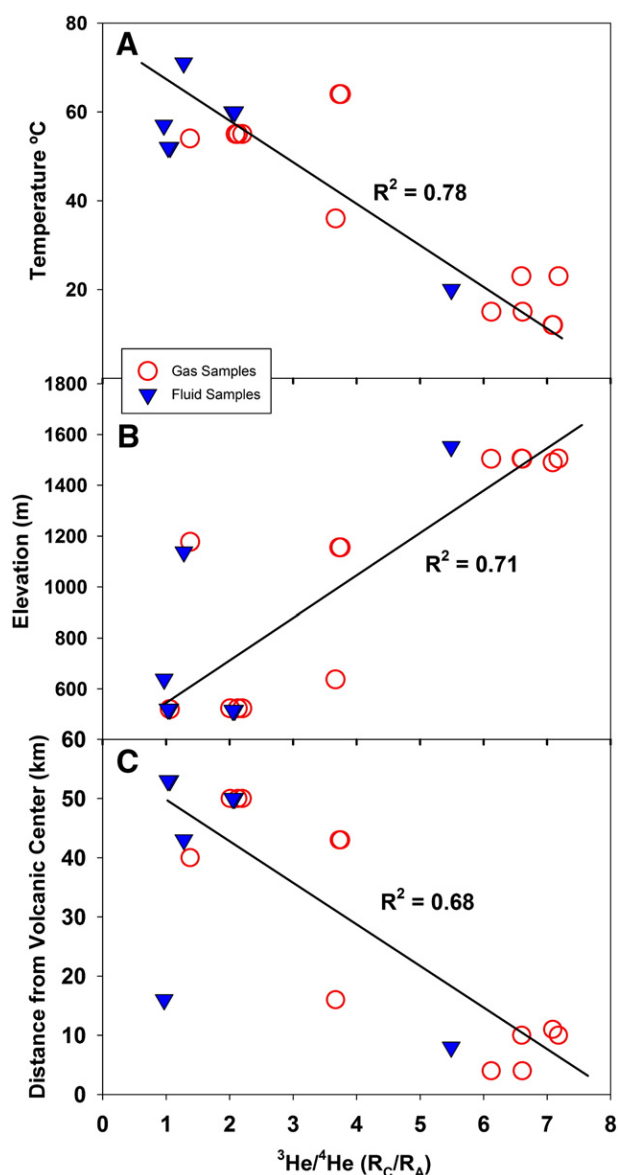 A
80
60
40
20
Temperature ºC
R² = 0.78
Gas Samples
Fluid Samples
B
1800
1600
1400
1200
1000
800
600
Elevation (m)
R² = 0.71
C
60
50
40
30
20
10
0
Distance from Volcanic Center (km)
R² = 0.68
0 1 2 3 4 5 6 7 8
³He/⁴He (R_C/R_A)